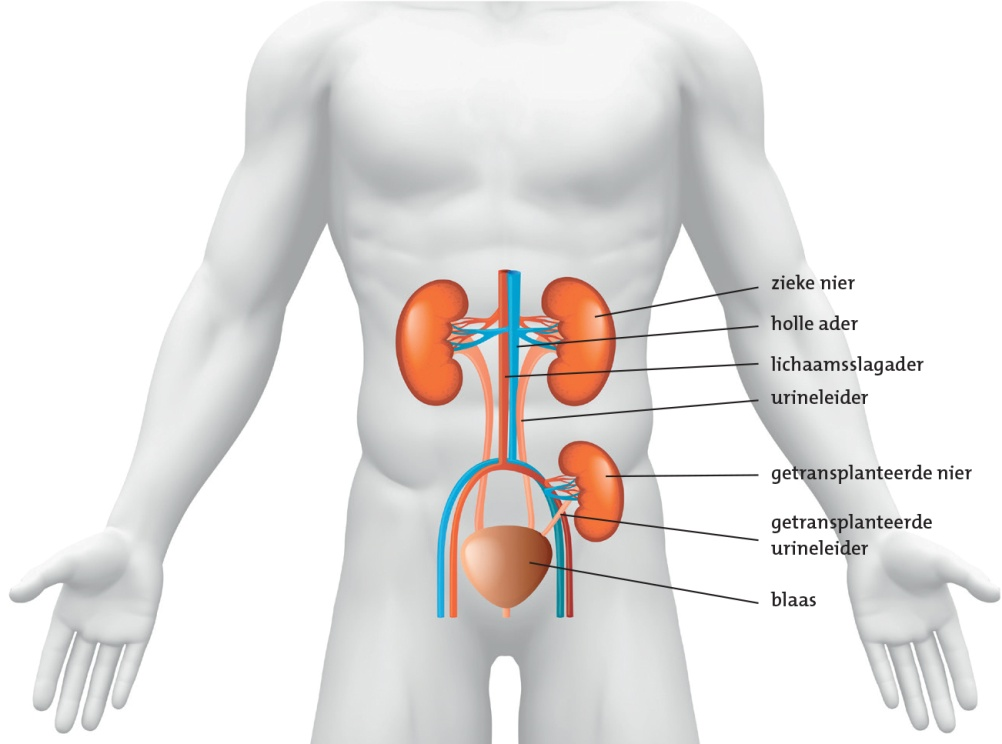 zieke nier
holle ader
lichaamsslagader
urineleider
getransplanteerde nier
getransplanteerde
urineleider
blaas